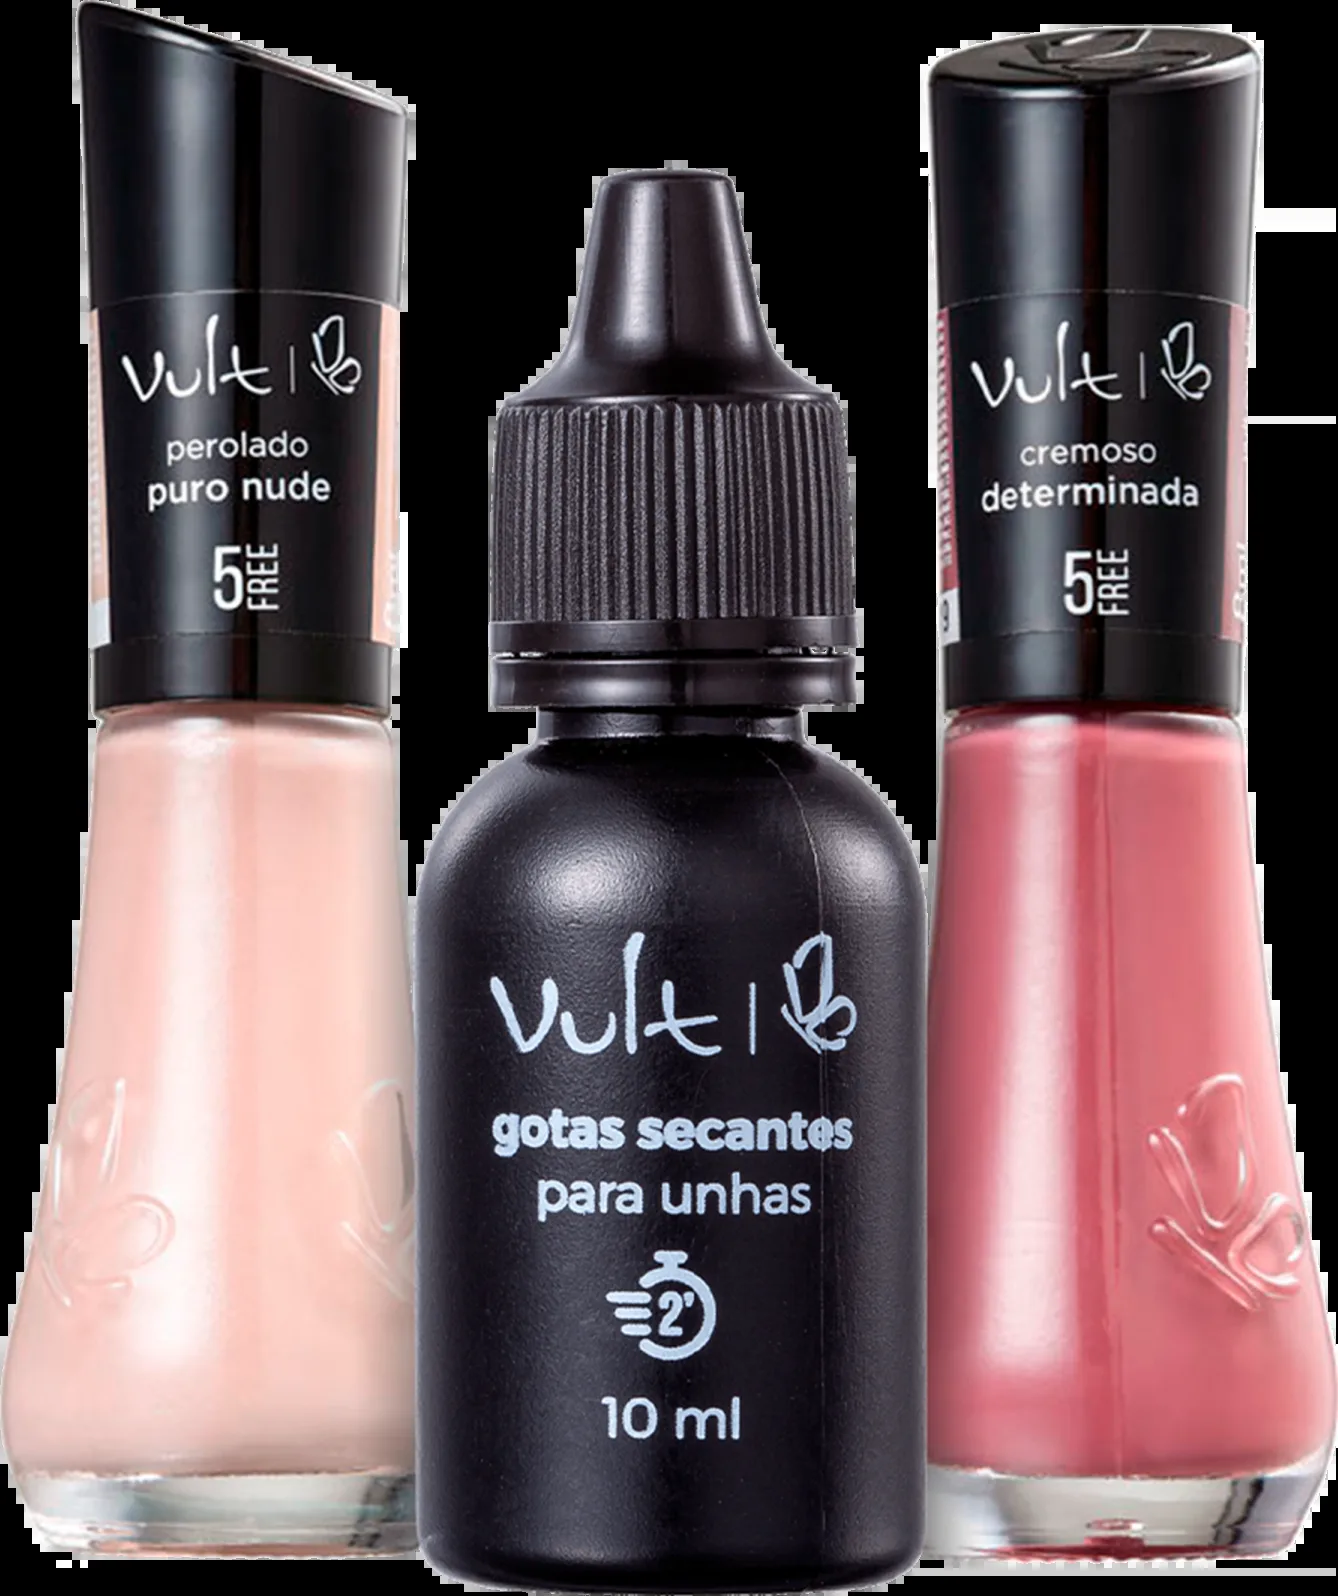 Vult
perolado
puro nude
5 FREE
Vult
gotas secantes
para unhas
2'
10 ml
Vult
cremoso
determinada
5 FREE
8ml